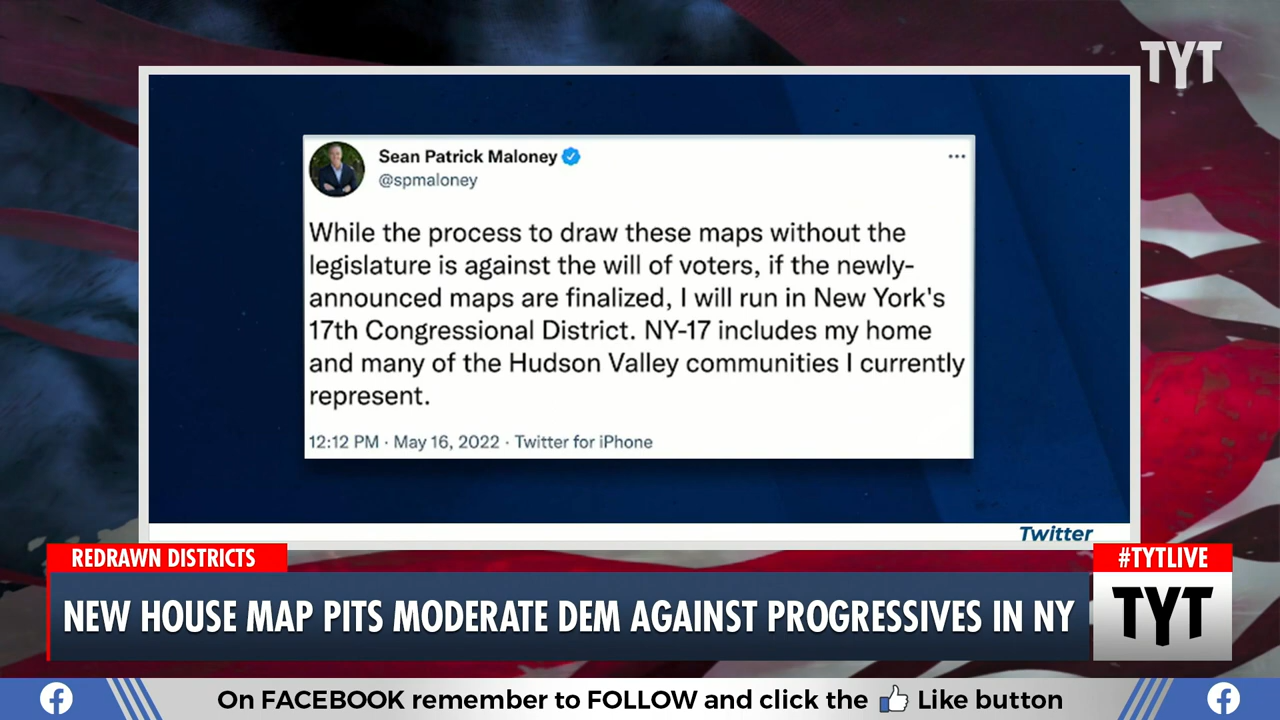 TYT
Sean Patrick Maloney
@spmaloney
While the process to draw these maps without the
legislature is against the will of voters, if the newly-
announced maps are finalized, I will run in New York's
17th Congressional District. NY-17 includes my home
and many of the Hudson Valley communities I currently
represent.
12:12 PM · May 16, 2022 · Twitter for iPhone
Twitter
REDRAWN DISTRICTS
#TYTLIVE
NEW HOUSE MAP PITS MODERATE DEM AGAINST PROGRESSIVES IN NY
TYT
On FACEBOOK remember to FOLLOW and click the Like button